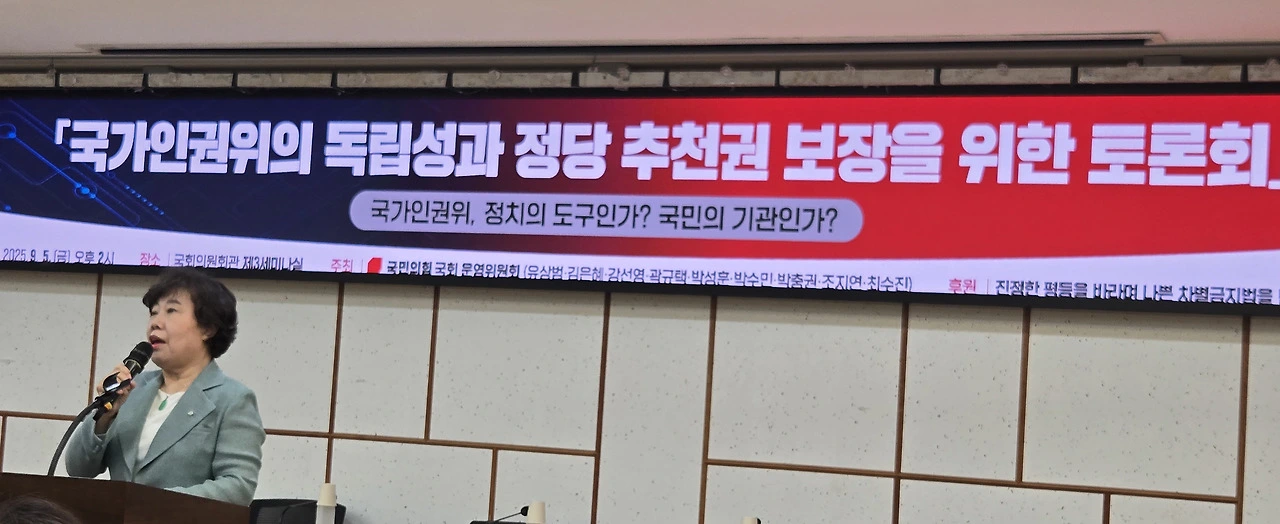 「국가인권위의 독립성과 정당 추천권 보장을 위한 토론회」
국가인권위, 정치의 도구인가? 국민의 기관인가?
2025. 9. 5. (금) 오후 2시 장소 국회의원회관 제3세미나실 주최 국민의힘 국회 운영위원회 (유상범·김은혜·강선영·곽규택·박성훈·박수민·박충권·조지연·최수진) 후원 진정한 평등을 바라며 나쁜 차별금지법을